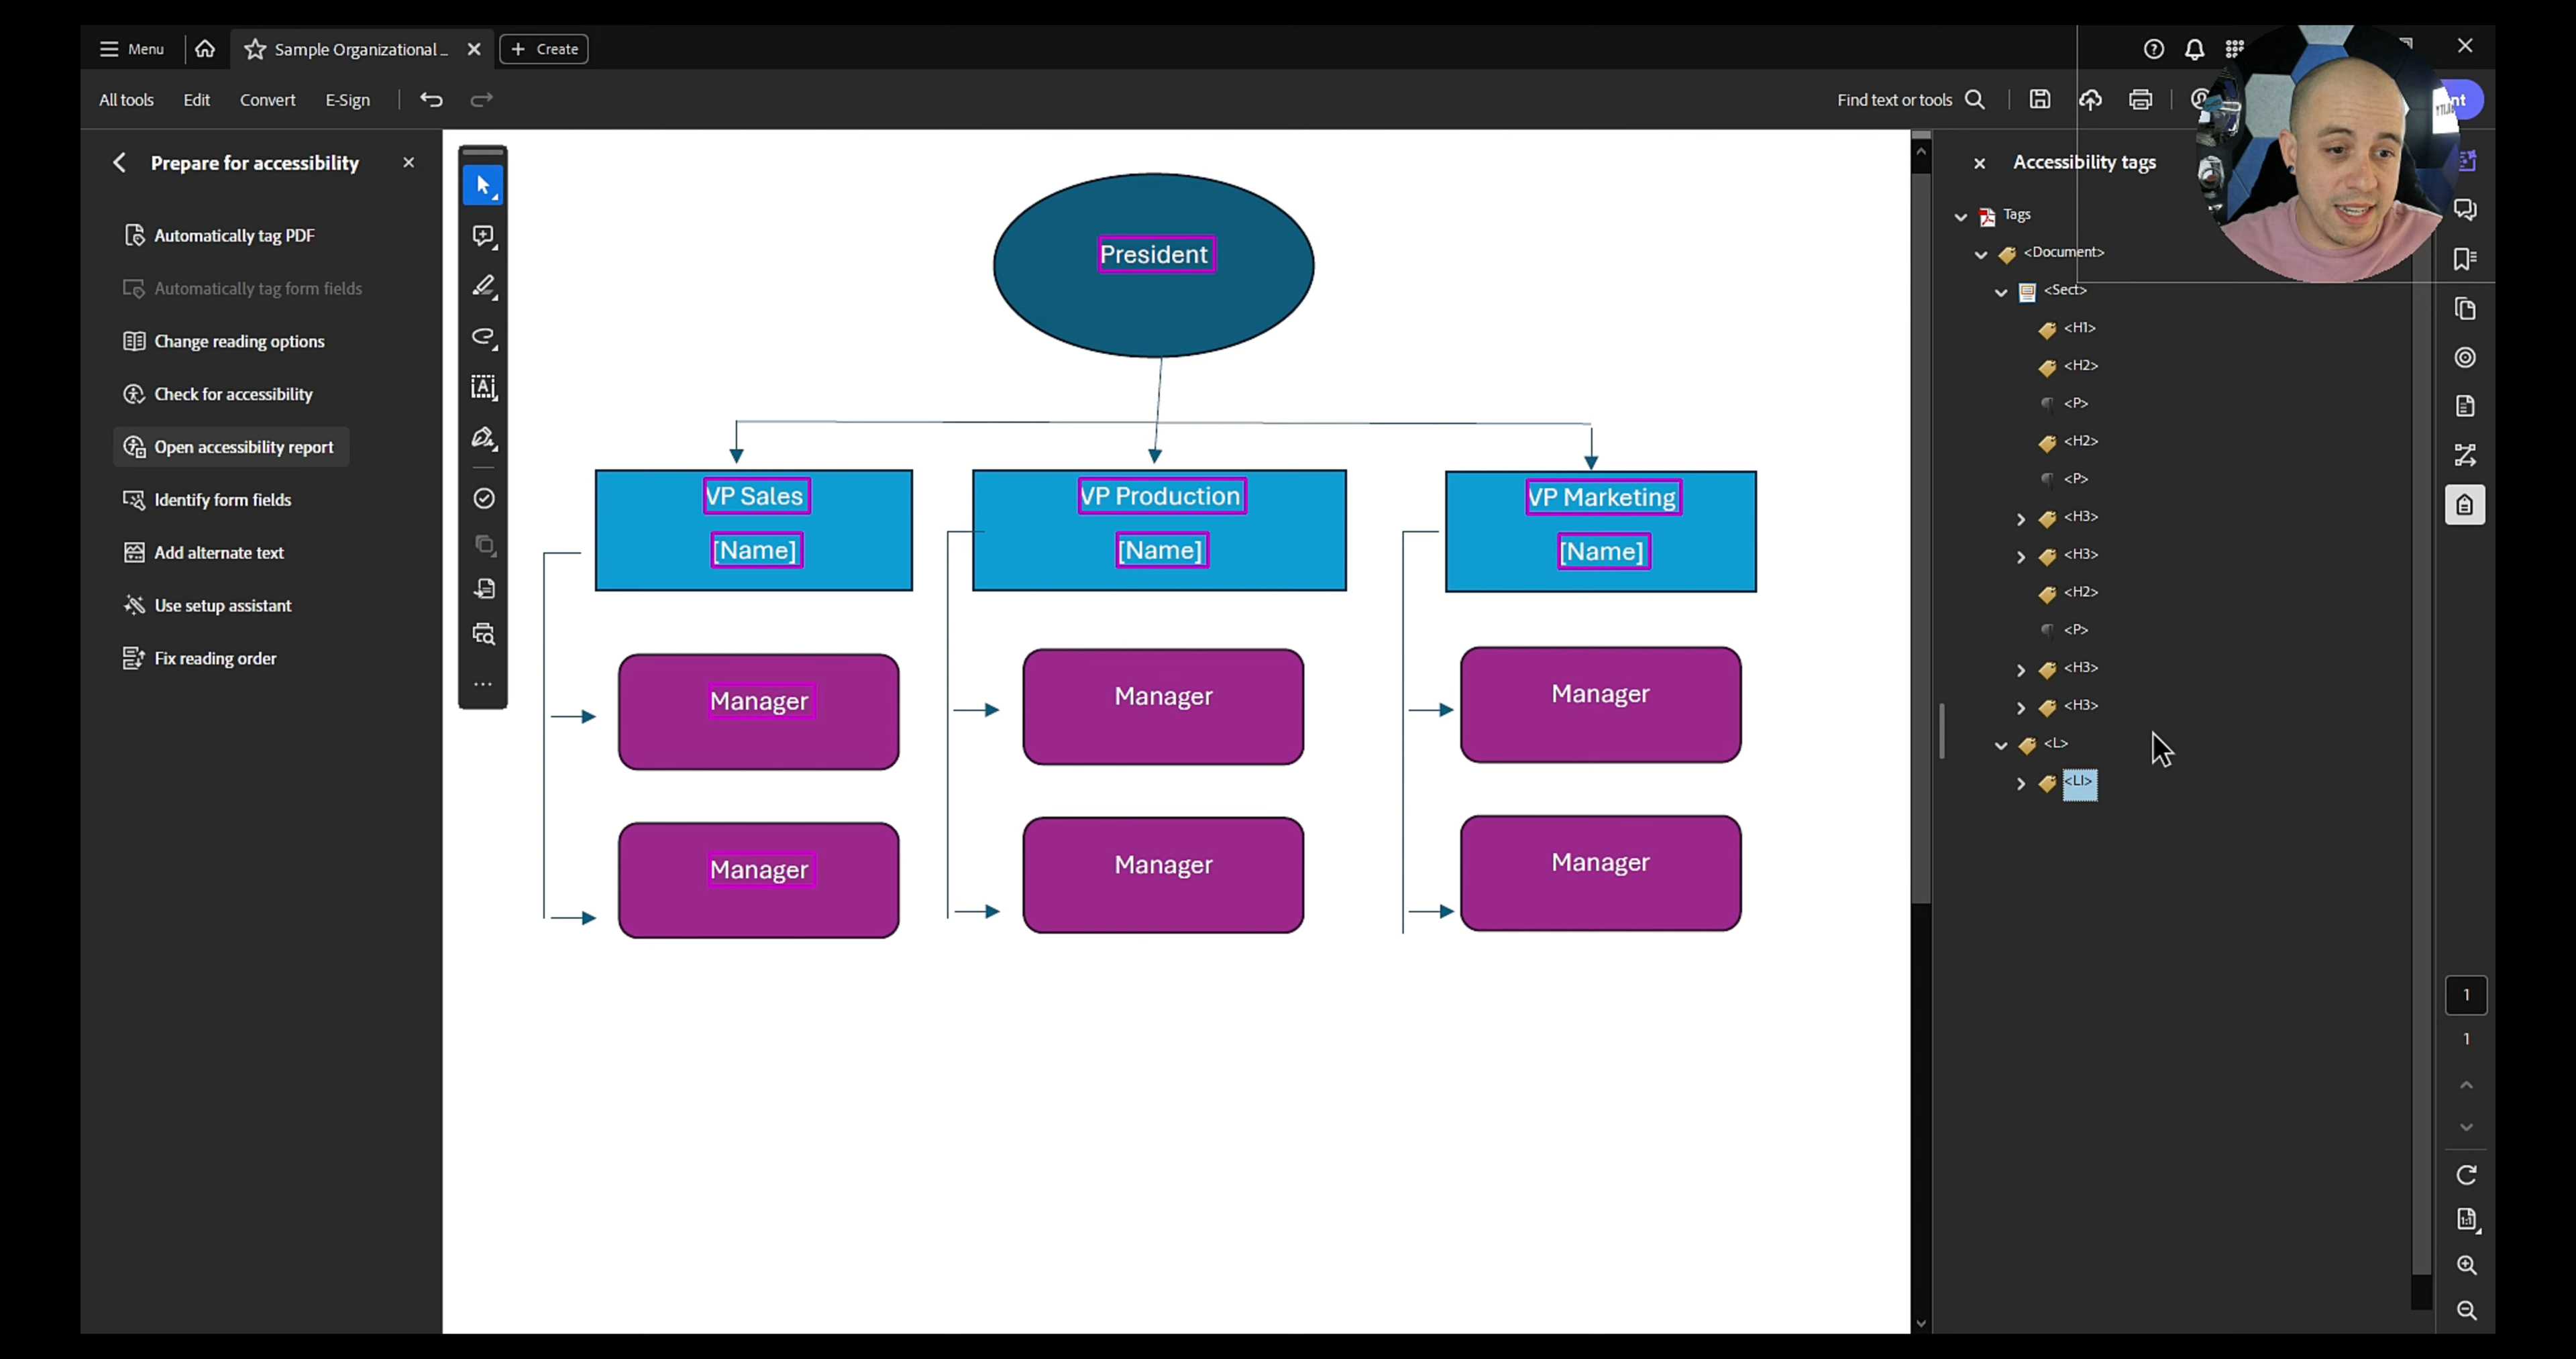 Menu
Sample Organizational _
Create
All tools
Edit
Convert
E-Sign
Find text or tools
Prepare for accessibility
Automatically tag PDF
Automatically tag form fields
Change reading options
Check for accessibility
Open accessibility report
Identify form fields
Add alternate text
Use setup assistant
Fix reading order
President
VP Sales
[Name]
VP Production
[Name]
VP Marketing
[Name]
Manager
Manager
Manager
Manager
Manager
Manager
Accessibility tags
Tags
<Document>
<Sect>
<H1>
<H2>
<P>
<H2>
<P>
<H3>
<H3>
<H2>
<P>
<H3>
<H3>
<L>
<LI>
1
1